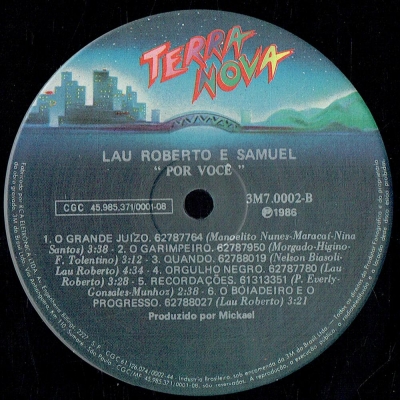 TERRA
NOVA
LAU ROBERTO E SAMUEL
" POR VOCÊ "
CGC 45.985.371/0001-08
3M7.0002-B
Ⓟ1986
1. O GRANDE JUÍZO. 62787764 (Manoelito Nunes-Maracaí-Nina
Santos) 3:38 - 2. O GARIMPEIRO. 62787950 (Morgado-Higino-
F. Tolentino) 3:12 - 3. QUANDO. 62788019 (Nelson Biasoli-
Lau Roberto) 4:34 - 4. ORGULHO NEGRO. 62787780 (Lau
Roberto) 3:28 - 5. RECORDAÇÕES. 61313351 (P. Everly-
Gonzales-Munhoz) 2:38 - 6. O BOIADEIRO E O
PROGRESSO. 62788027 (Lau Roberto) 3:21
Produzido por Mickael